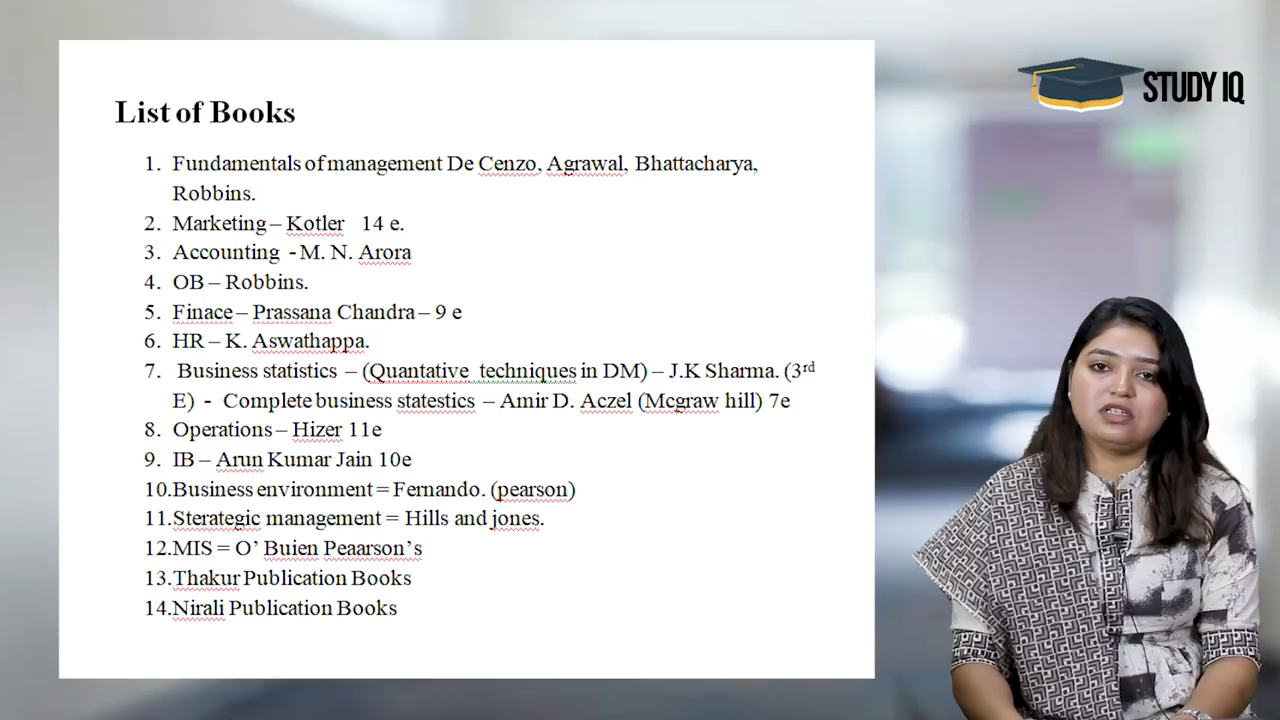 STUDY IQ
List of Books
1. Fundamentals of management De Cenzo, Agrawal, Bhattacharya,
Robbins.
2. Marketing – Kotler 14 e.
3. Accounting - M. N. Arora
4. OB – Robbins.
5. Finace – Prassana Chandra – 9 e
6. HR – K. Aswathappa.
7. Business statistics – (Quantative techniques in DM) – J.K Sharma. (3rd
E) - Complete business statestics – Amir D. Aczel (Mcgraw hill) 7e
8. Operations – Hizer 11e
9. IB – Arun Kumar Jain 10e
10.Business environment = Fernando. (pearson)
11.Sterategic management = Hills and jones.
12.MIS = O’ Buien Peaarson’s
13.Thakur Publication Books
14.Nirali Publication Books